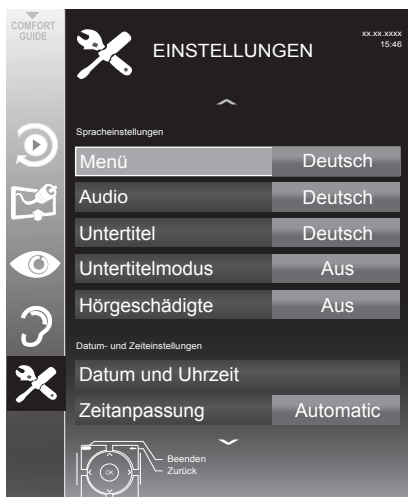 COMFORT
GUIDE
EINSTELLUNGEN
xx.xx.xxxx
15:46
Spracheinstellungen
Menü Deutsch
Audio Deutsch
Untertitel Deutsch
Untertitelmodus Aus
Hörgeschädigte Aus
Datum- und Zeiteinstellungen
Datum und Uhrzeit
Zeitanpassung Automatic
Beenden
Zurück
OK